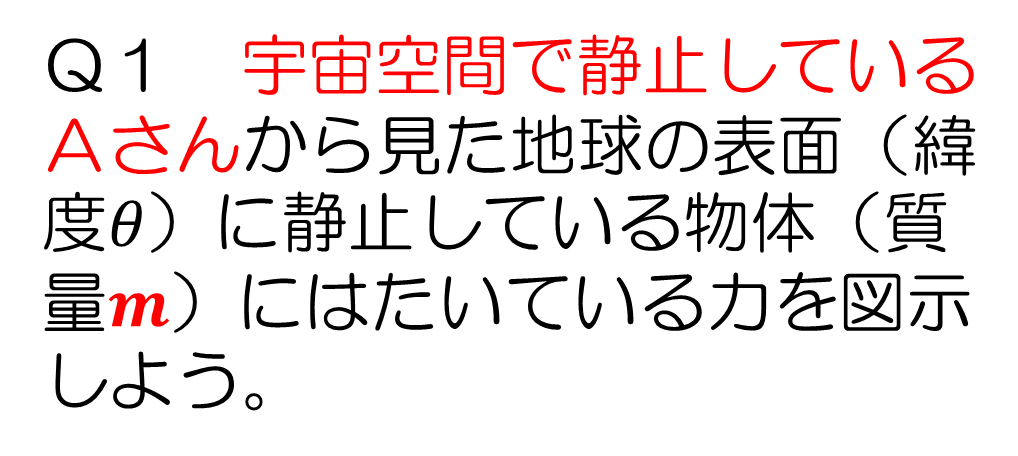 Q１　宇宙空間で静止している
Aさんから見た地球の表面（緯
度θ）に静止している物体（質
量m）にはたいている力を図示
しよう。